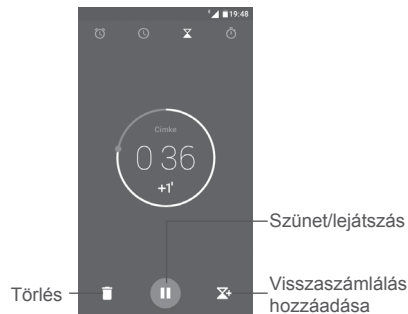 19:48
Címke
0 36
+1'
Szünet/lejátszás
Törlés
Visszaszámlálás
hozzáadása